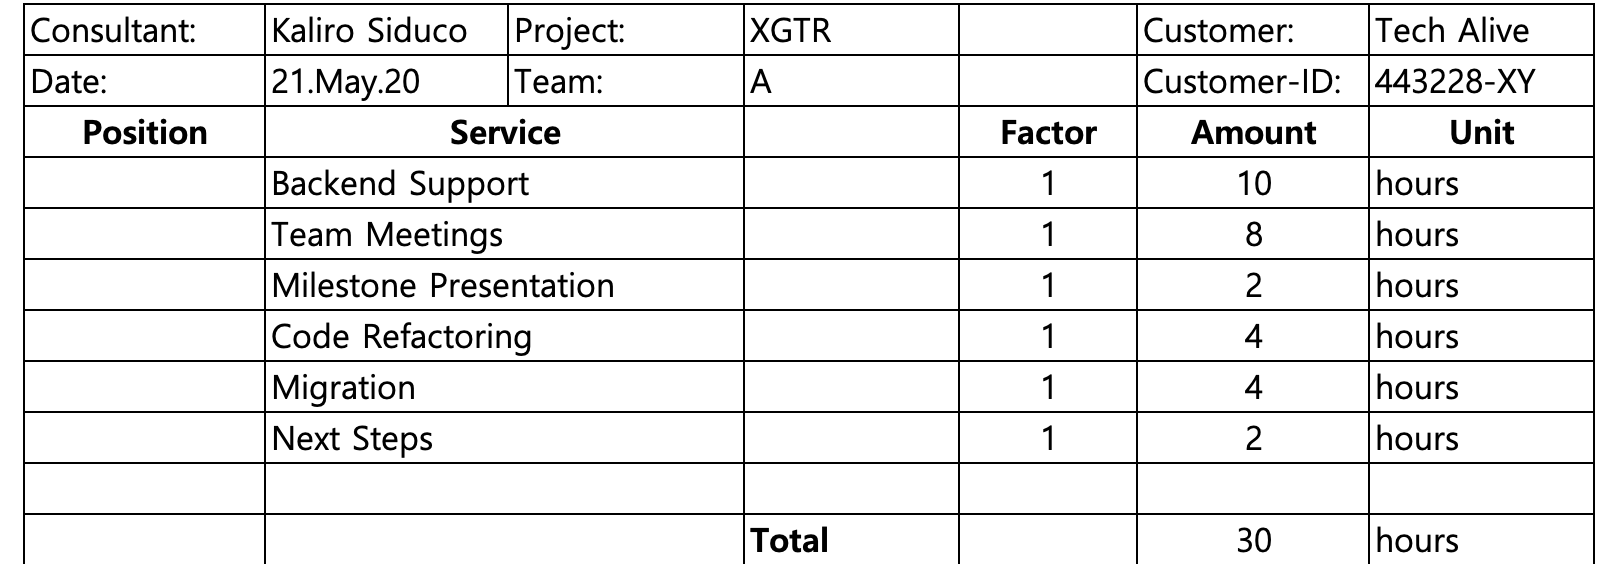 Consultant: Kaliro Siduco Project: XGTR Customer: Tech Alive
Date: 21.May.20 Team: A Customer-ID: 443228-XY
Position Service Factor Amount Unit
Backend Support 1 10 hours
Team Meetings 1 8 hours
Milestone Presentation 1 2 hours
Code Refactoring 1 4 hours
Migration 1 4 hours
Next Steps 1 2 hours
Total 30 hours